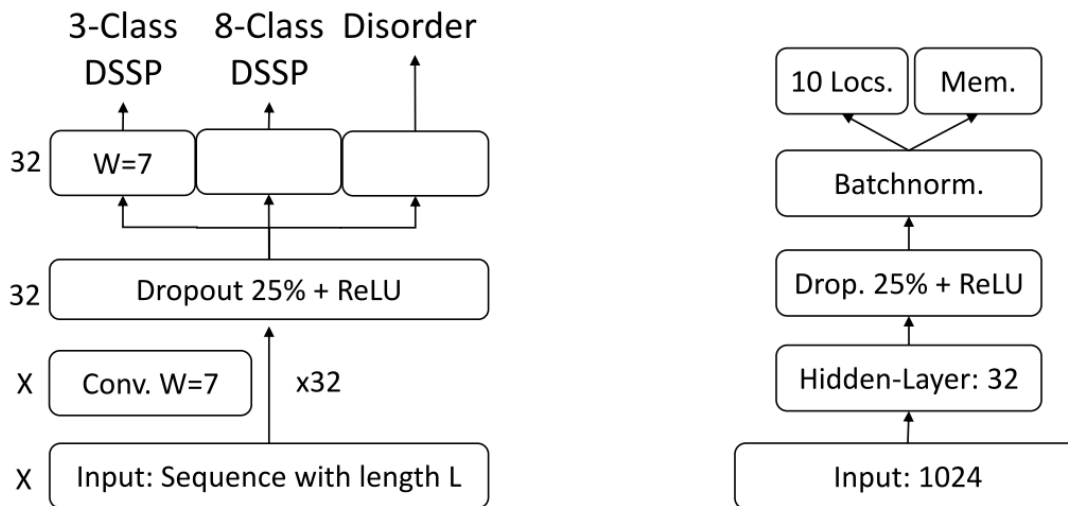 3-Class
DSSP
8-Class
DSSP
Disorder
32
W=7
32
Dropout 25% + ReLU
X
Conv. W=7
x32
X
Input: Sequence with length L
10 Locs.
Mem.
Batchnorm.
Drop. 25% + ReLU
Hidden-Layer: 32
Input: 1024